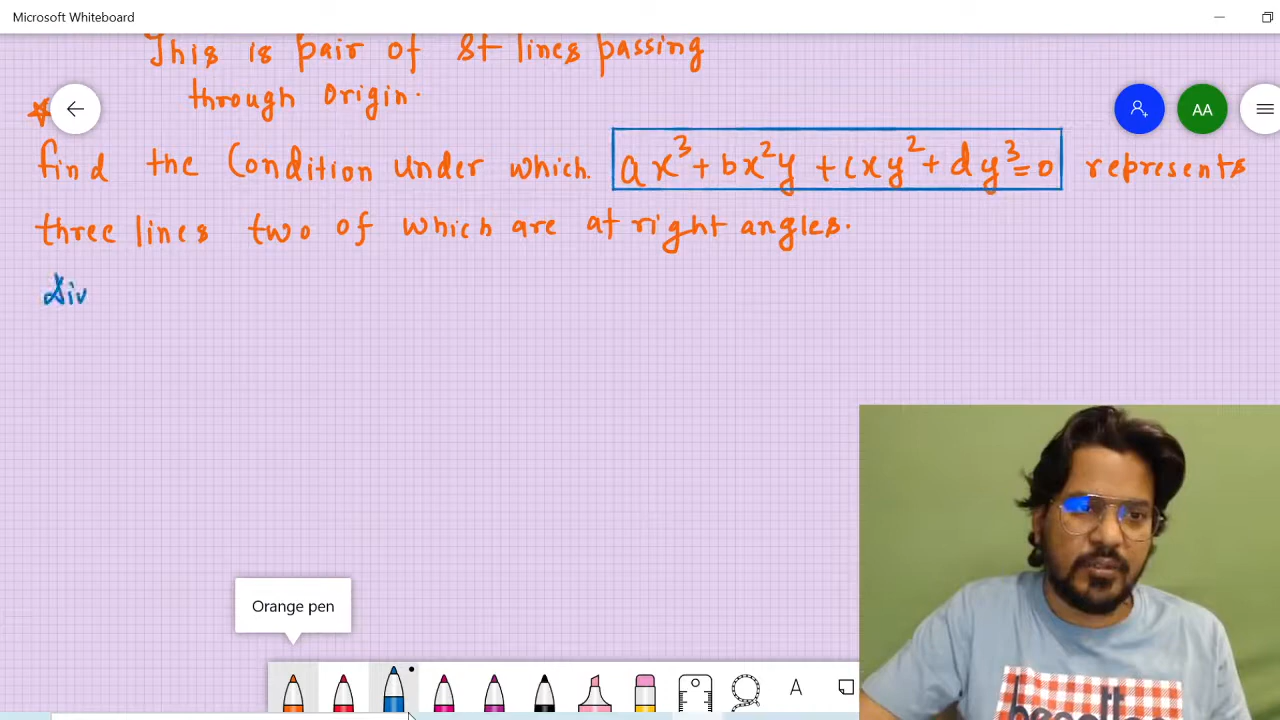 Microsoft Whiteboard
This is pair of st lines passing
through Origin.
AA
find the Condition Under which ax³ + bx²y + cxy² + dy³ = 0 represents
three lines two of which are at right angles.
div
Orange pen
A